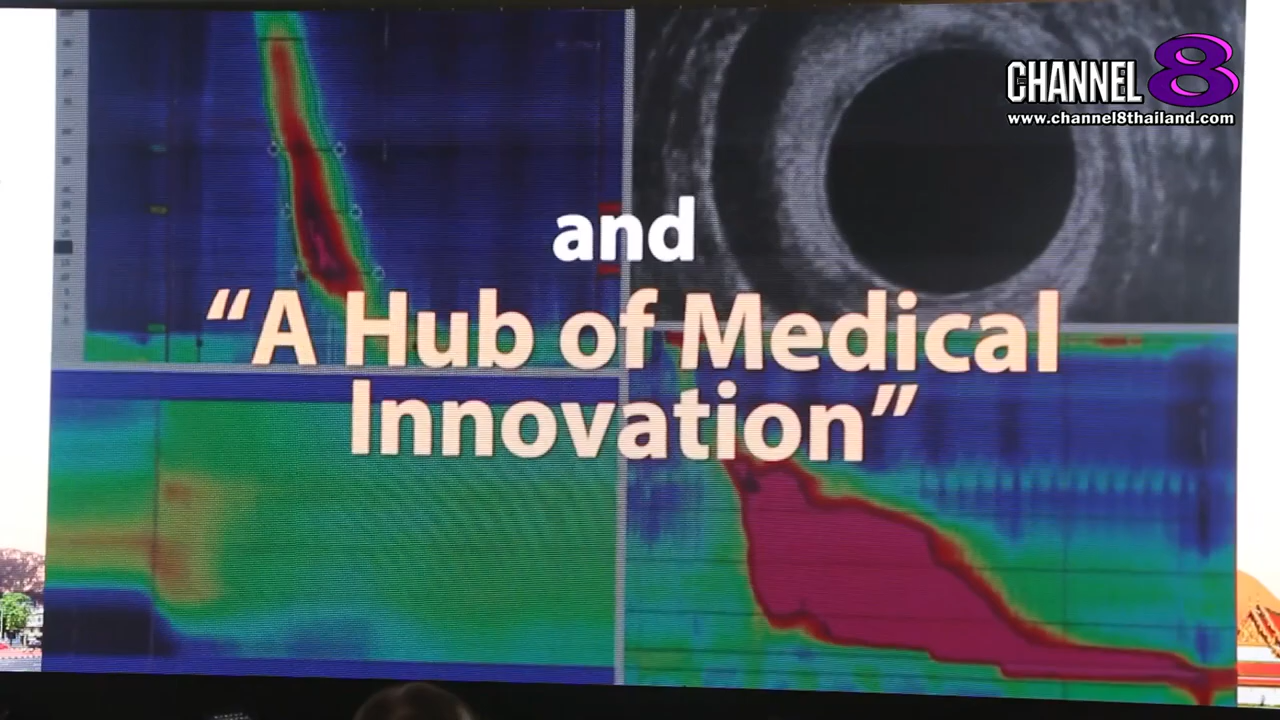 CHANNEL 8
www.channel8thailand.com
and
“A Hub of Medical
Innovation”